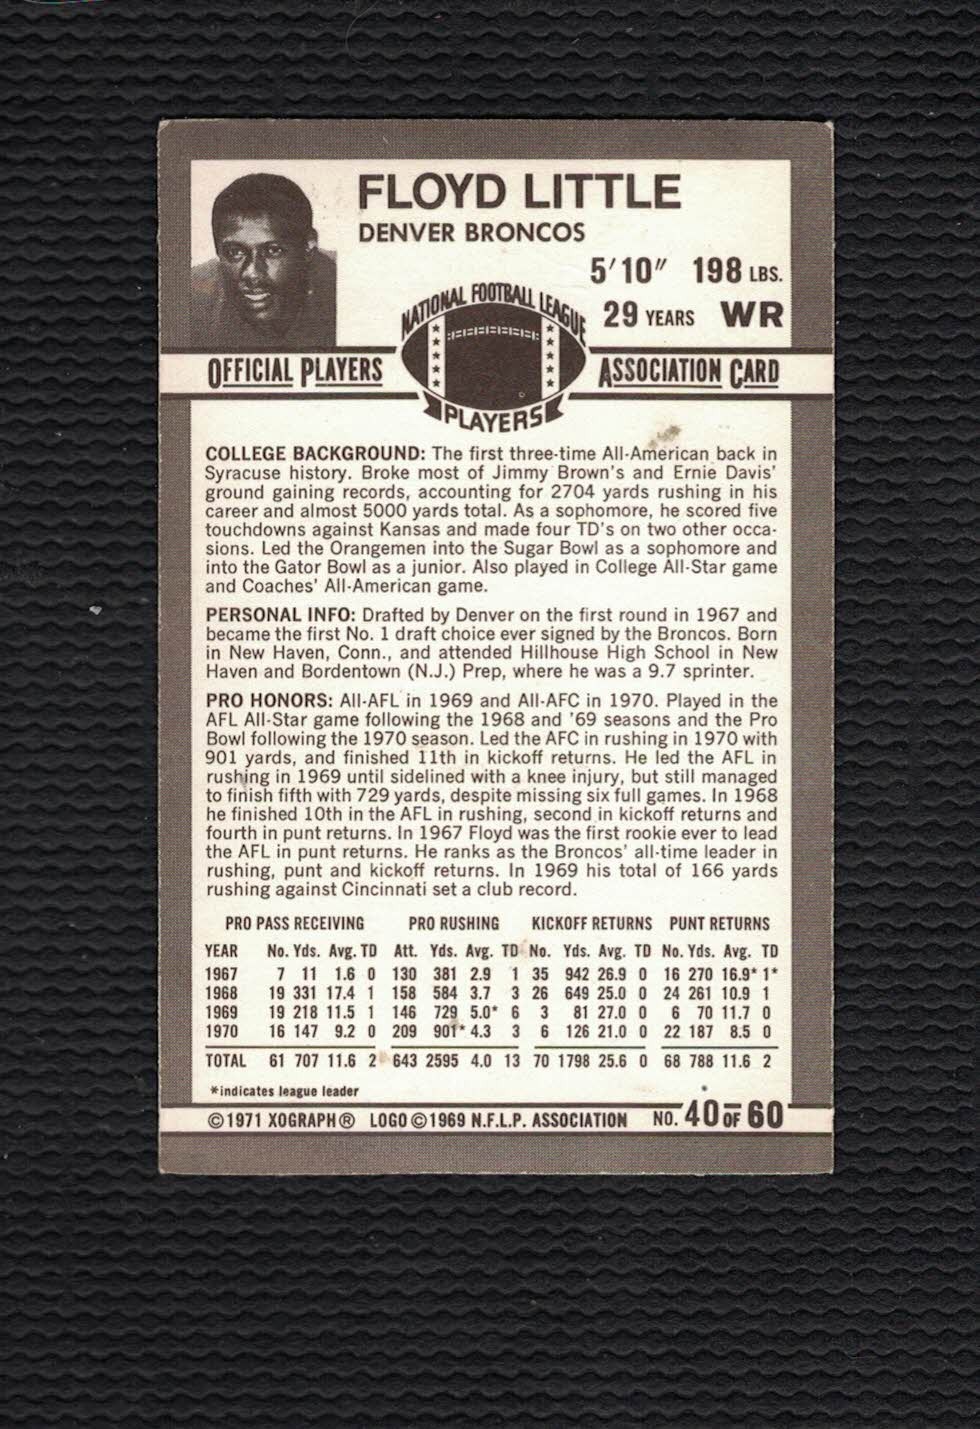 FLOYD LITTLE
DENVER BRONCOS
5'10" 198 LBS.
29 YEARS WR
NATIONAL FOOTBALL LEAGUE
OFFICIAL PLAYERS ASSOCIATION CARD
PLAYERS
COLLEGE BACKGROUND: The first three-time All-American back in
Syracuse history. Broke most of Jimmy Brown's and Ernie Davis'
ground gaining records, accounting for 2704 yards rushing in his
career and almost 5000 yards total. As a sophomore, he scored five
touchdowns against Kansas and made four TD's on two other occa-
sions. Led the Orangemen into the Sugar Bowl as a sophomore and
into the Gator Bowl as a junior. Also played in College All-Star game
and Coaches' All-American game.
PERSONAL INFO: Drafted by Denver on the first round in 1967 and
became the first No. 1 draft choice ever signed by the Broncos. Born
in New Haven, Conn., and attended Hillhouse High School in New
Haven and Bordentown (N.J.) Prep, where he was a 9.7 sprinter.
PRO HONORS: All-AFL in 1969 and All-AFC in 1970. Played in the
AFL All-Star game following the 1968 and '69 seasons and the Pro
Bowl following the 1970 season. Led the AFC in rushing in 1970 with
901 yards, and finished 11th in kickoff returns. He led the AFL in
rushing in 1969 until sidelined with a knee injury, but still managed
to finish fifth with 729 yards, despite missing six full games. In 1968
he finished 10th in the AFL in rushing, second in kickoff returns and
fourth in punt returns. In 1967 Floyd was the first rookie ever to lead
the AFL in punt returns. He ranks as the Broncos' all-time leader in
rushing, punt and kickoff returns. In 1969 his total of 166 yards
rushing against Cincinnati set a club record.
PRO PASS RECEIVING PRO RUSHING KICKOFF RETURNS PUNT RETURNS
YEAR No. Yds. Avg. TD Att. Yds. Avg. TD No. Yds. Avg. TD No. Yds. Avg. TD
1967 7 11 1.6 0 130 381 2.9 1 35 942 26.9 0 16 270 16.9* 1*
1968 19 331 17.4 1 158 584 3.7 3 26 649 25.0 0 24 261 10.9 1
1969 19 218 11.5 1 146 729 5.0* 6 3 81 27.0 0 6 70 11.7 0
1970 16 147 9.2 0 209 901* 4.3 3 6 126 21.0 0 22 187 8.5 0
TOTAL 61 707 11.6 2 643 2595 4.0 13 70 1798 25.6 0 68 788 11.6 2
*indicates league leader
©1971 XOGRAPH® LOGO ©1969 N.F.L.P. ASSOCIATION NO. 40 OF 60